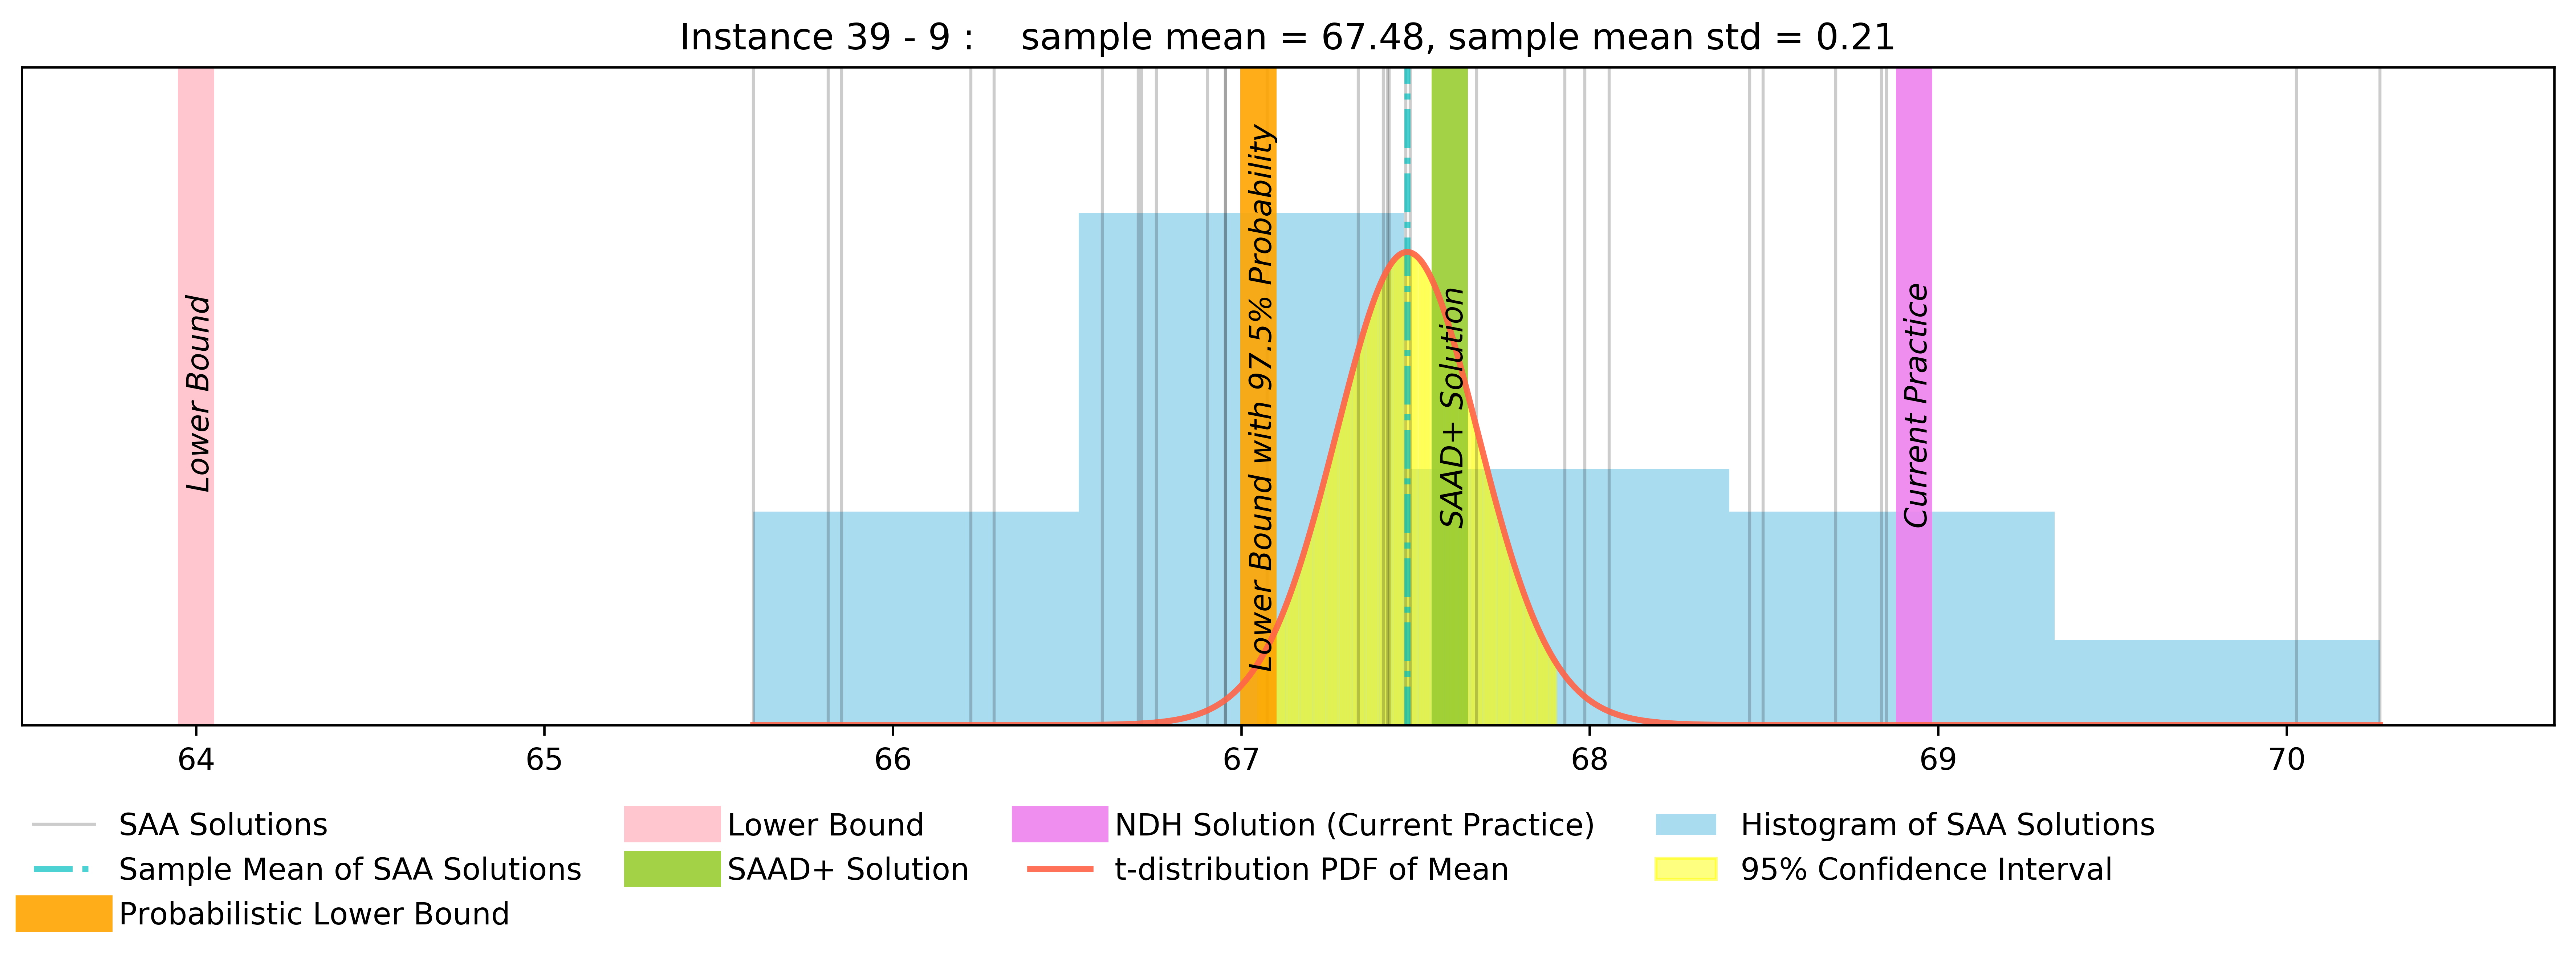 Instance 39 - 9 :    sample mean = 67.48, sample mean std = 0.21
Lower Bound
Lower Bound with 97.5% Probability
SAAD+ Solution
Current Practice
64 65 66 67 68 69 70
SAA Solutions
Sample Mean of SAA Solutions
Probabilistic Lower Bound
Lower Bound
SAAD+ Solution
NDH Solution (Current Practice)
t-distribution PDF of Mean
Histogram of SAA Solutions
95% Confidence Interval